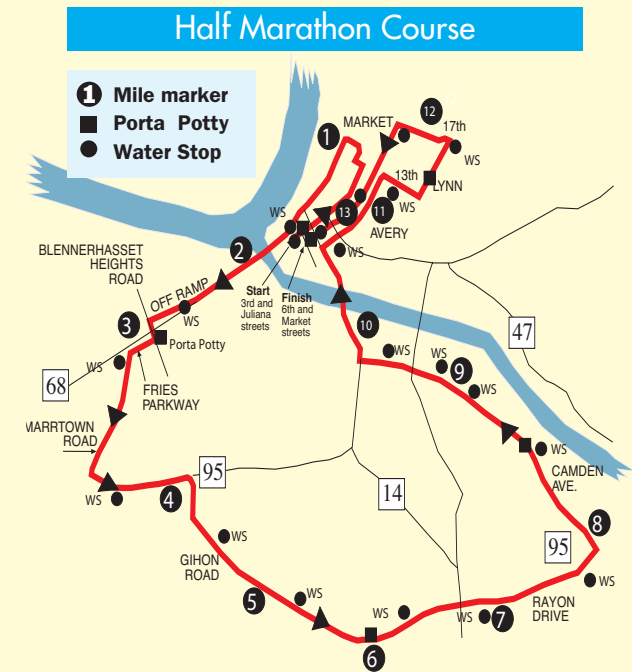 Half Marathon Course
1 Mile marker
Porta Potty
Water Stop
1
12
17th
MARKET
WS
13th
LYNN
WS
11
13
AVERY
WS
WS
2
BLENNERHASSET
HEIGHTS
ROAD
OFF RAMP
Start
3rd and
Juliana
streets
Finish
6th and
Market
streets
WS
3
Porta Potty
WS
68
FRIES
PARKWAY
10
WS
WS
9
47
MARRTOWN
ROAD
WS
4
95
14
WS
CAMDEN
AVE.
8
95
WS
GIHON
ROAD
5
WS
WS
6
WS
7
RAYON
DRIVE
WS